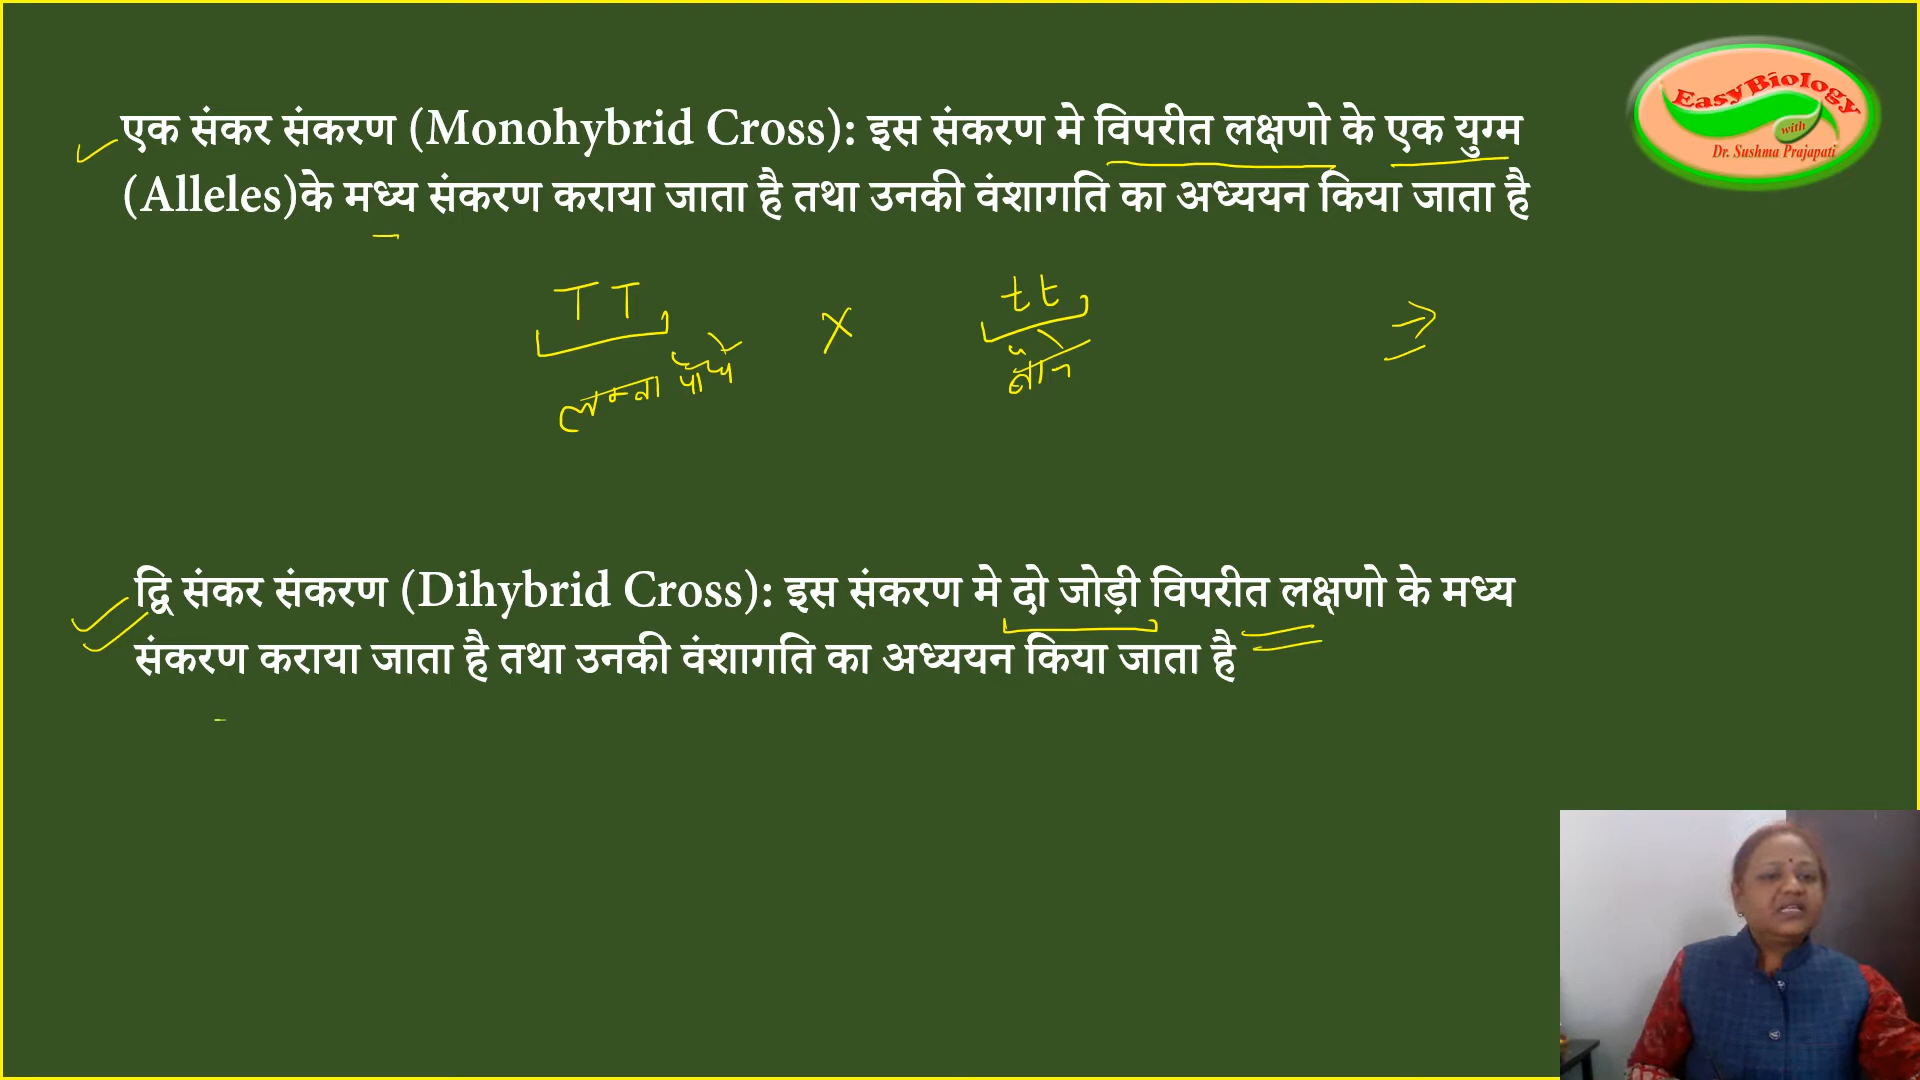 EasyBiology
with
Dr. Sushma Prajapati
एक संकर संकरण (Monohybrid Cross): इस संकरण मे विपरीत लक्षणो के एक युग्म
(Alleles)के मध्य संकरण कराया जाता है तथा उनकी वंशागति का अध्ययन किया जाता है
TT × tt ⇒
लम्बा पौधे
बौने
द्वि संकर संकरण (Dihybrid Cross): इस संकरण मे दो जोड़ी विपरीत लक्षणो के मध्य
संकरण कराया जाता है तथा उनकी वंशागति का अध्ययन किया जाता है